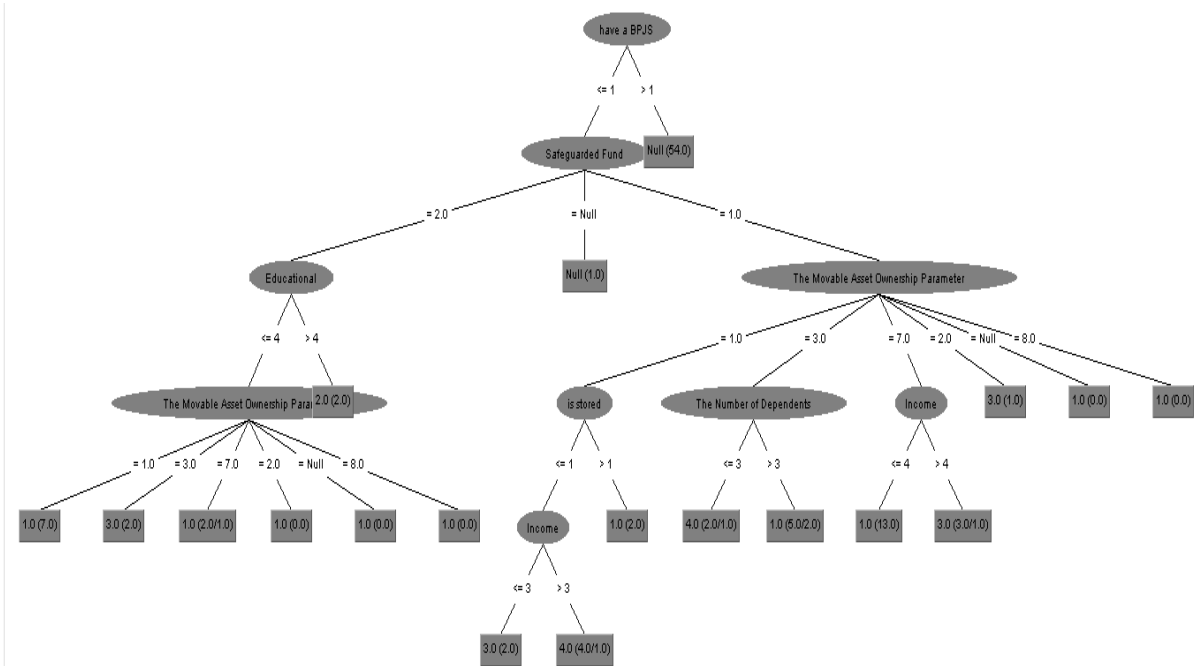 have a BPJS
<= 1 > 1
Safeguarded Fund Null (54.0)
= 2.0 = Null = 1.0
Educational Null (1.0) The Movable Asset Ownership Parameter
<= 4 > 4 = 1.0 = 3.0 = 7.0 = 2.0 = Null = 8.0
The Movable Asset Ownership Para 2.0 (2.0) is stored The Number of Dependents Income 3.0 (1.0) 1.0 (0.0) 1.0 (0.0)
= 1.0 = 3.0 = 7.0 = 2.0 = Null = 8.0 <= 1 > 1 <= 3 > 3 <= 4 > 4
1.0 (7.0) 3.0 (2.0) 1.0 (2.0/1.0) 1.0 (0.0) 1.0 (0.0) 1.0 (0.0) Income 1.0 (2.0) 4.0 (2.0/1.0) 1.0 (5.0/2.0) 1.0 (13.0) 3.0 (3.0/1.0)
<= 3 > 3
3.0 (2.0) 4.0 (4.0/1.0)